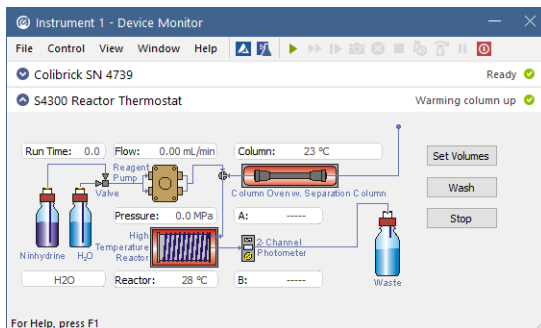 Instrument 1 - Device Monitor
File Control View Window Help
Colibrick SN 4739 Ready
S4300 Reactor Thermostat Warming column up
Run Time: 0.0 Flow: 0.00 mL/min Column: 23 °C
Reagent
Pump
Valve
Set Volumes
Column Oven w. Separation Column
Wash
Pressure: 0.0 MPa A: -----
Stop
High
Temperature
Reactor
2-Channel
Photometer
Ninhydrine H₂O
H2O Reactor: 28 °C B: -----
Waste
For Help, press F1